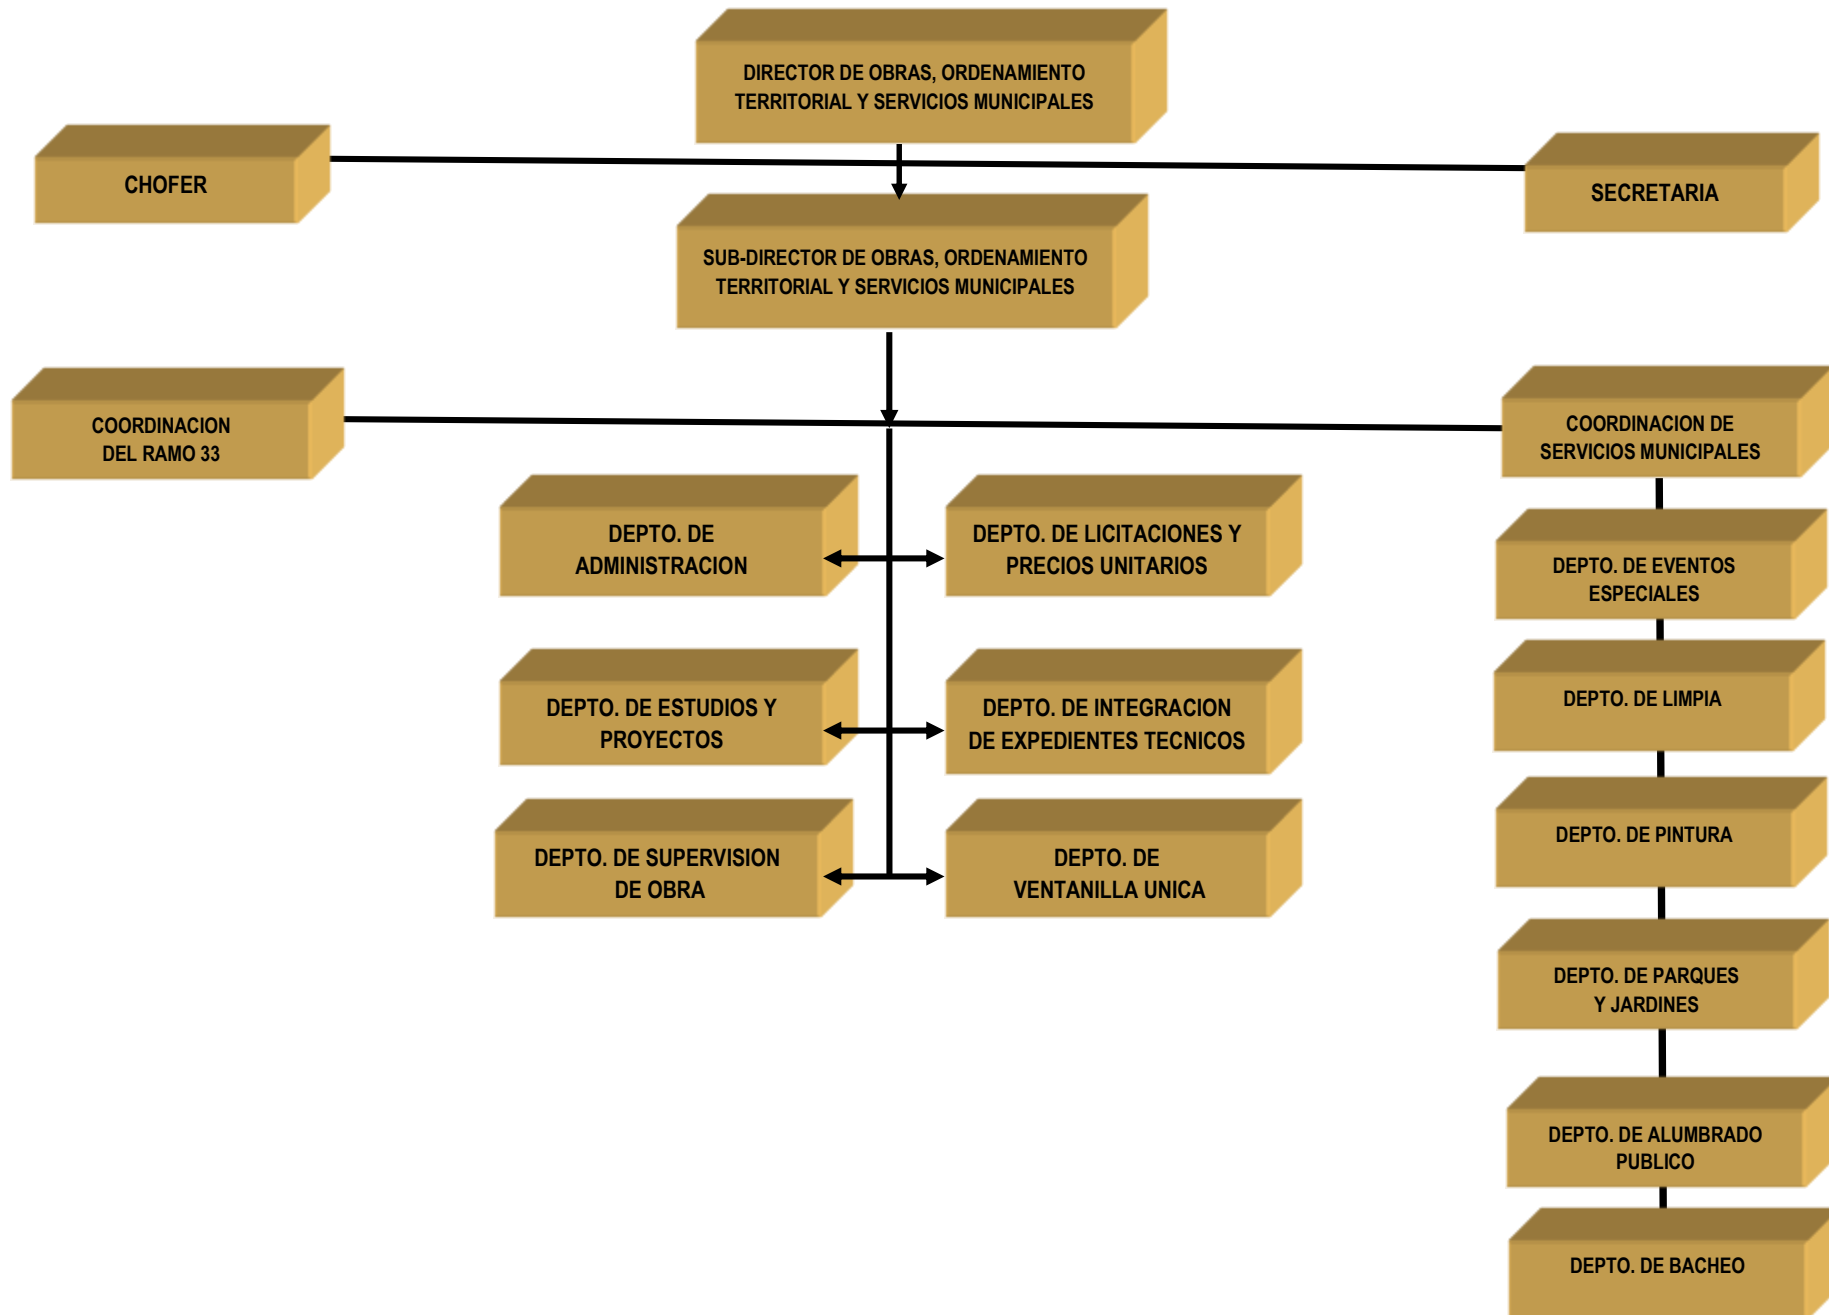 DIRECTOR DE OBRAS, ORDENAMIENTO
TERRITORIAL Y SERVICIOS MUNICIPALES
CHOFER
SECRETARIA
SUB-DIRECTOR DE OBRAS, ORDENAMIENTO
TERRITORIAL Y SERVICIOS MUNICIPALES
COORDINACION
DEL RAMO 33
COORDINACION DE
SERVICIOS MUNICIPALES
DEPTO. DE
ADMINISTRACION
DEPTO. DE LICITACIONES Y
PRECIOS UNITARIOS
DEPTO. DE ESTUDIOS Y
PROYECTOS
DEPTO. DE INTEGRACION
DE EXPEDIENTES TECNICOS
DEPTO. DE SUPERVISION
DE OBRA
DEPTO. DE
VENTANILLA UNICA
DEPTO. DE EVENTOS
ESPECIALES
DEPTO. DE LIMPIA
DEPTO. DE PINTURA
DEPTO. DE PARQUES
Y JARDINES
DEPTO. DE ALUMBRADO
PUBLICO
DEPTO. DE BACHEO